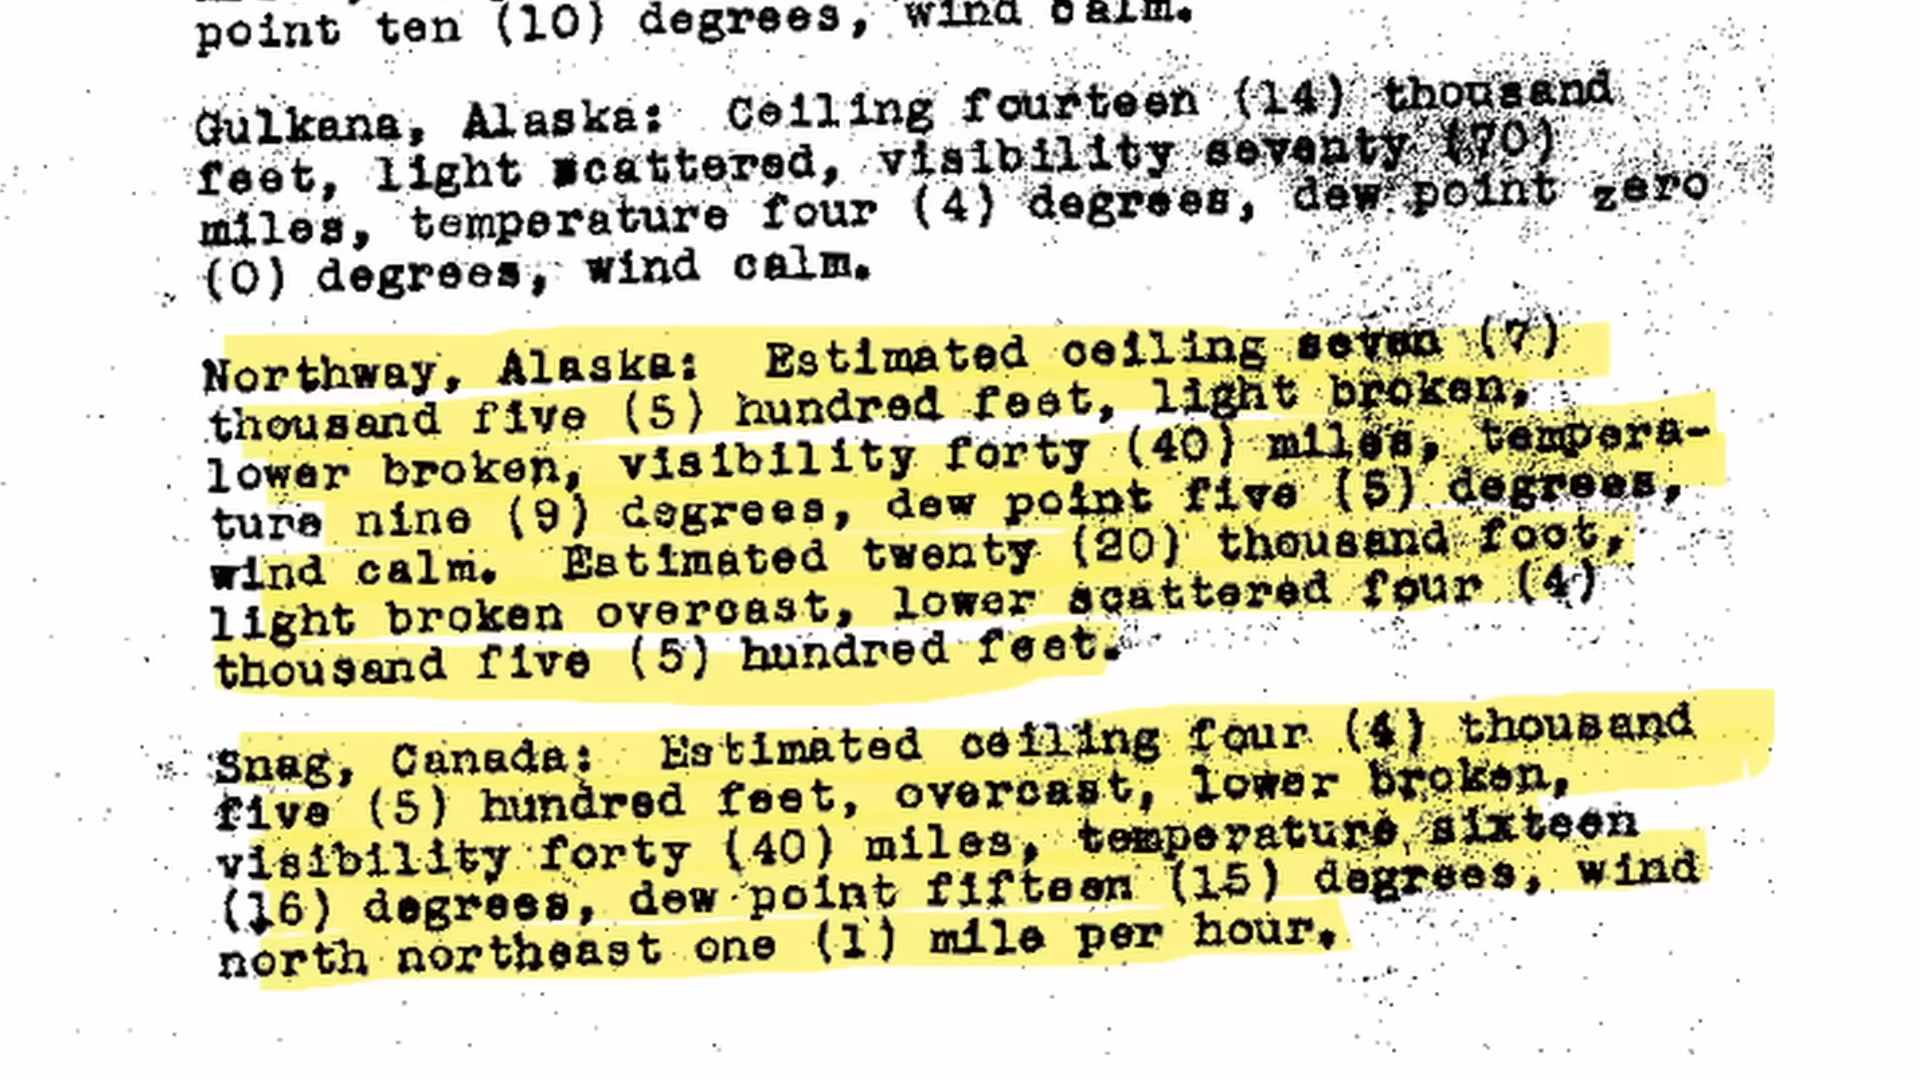 point ten (10) degrees, wind calm.
Gulkana, Alaska: Ceiling fourteen (14) thousand
feet, light scattered, visibility seventy (70)
miles, temperature four (4) degrees, dew point zero
(0) degrees, wind calm.
Northway, Alaska: Estimated ceiling seven (7)
thousand five (5) hundred feet, light broken,
lower broken, visibility forty (40) miles, tempera-
ture nine (9) degrees, dew point five (5) degrees,
wind calm. Estimated twenty (20) thousand foot,
light broken overcast, lower scattered four (4)
thousand five (5) hundred feet.
Snag, Canada: Estimated ceiling four (4) thousand
five (5) hundred feet, overcast, lower broken,
visibility forty (40) miles, temperature sixteen
(16) degrees, dew point fifteen (15) degrees, wind
north northeast one (1) mile per hour.